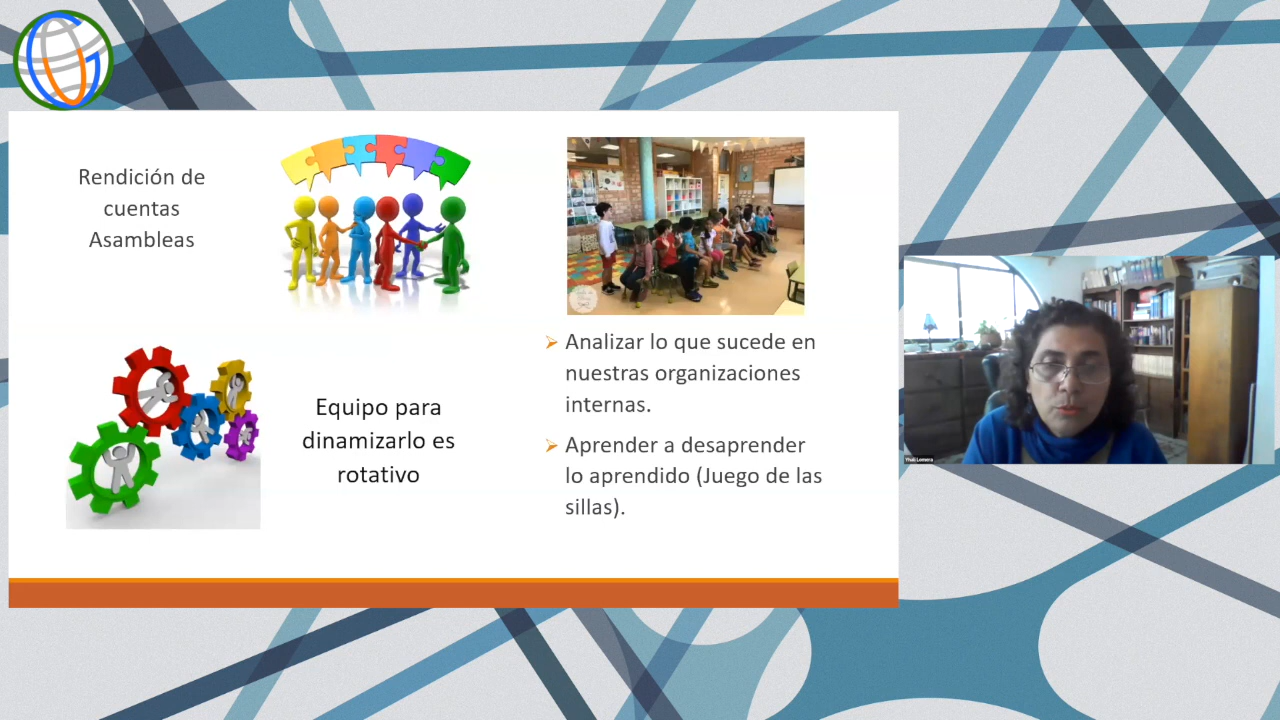 Rendición de
cuentas
Asambleas
Equipo para
dinamizarlo es
rotativo
➢ Analizar lo que sucede en
nuestras organizaciones
internas.
➢ Aprender a desaprender
lo aprendido (Juego de las
sillas).